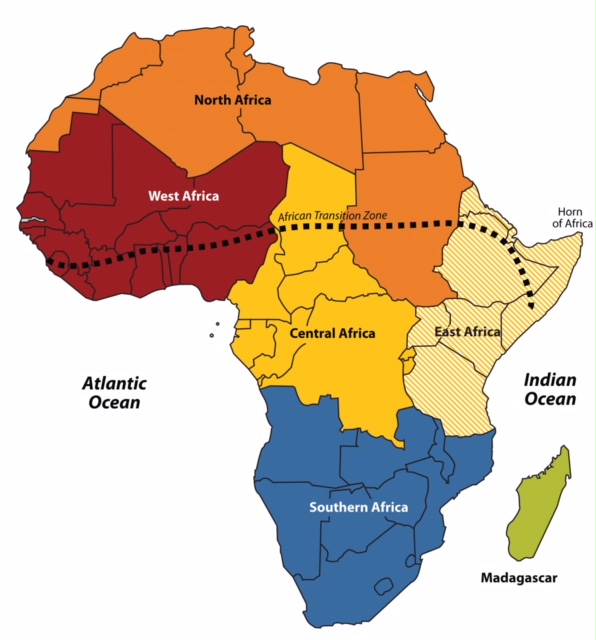 North Africa
West Africa
African Transition Zone
Horn
of Africa
Central Africa
East Africa
Atlantic
Ocean
Indian
Ocean
Southern Africa
Madagascar